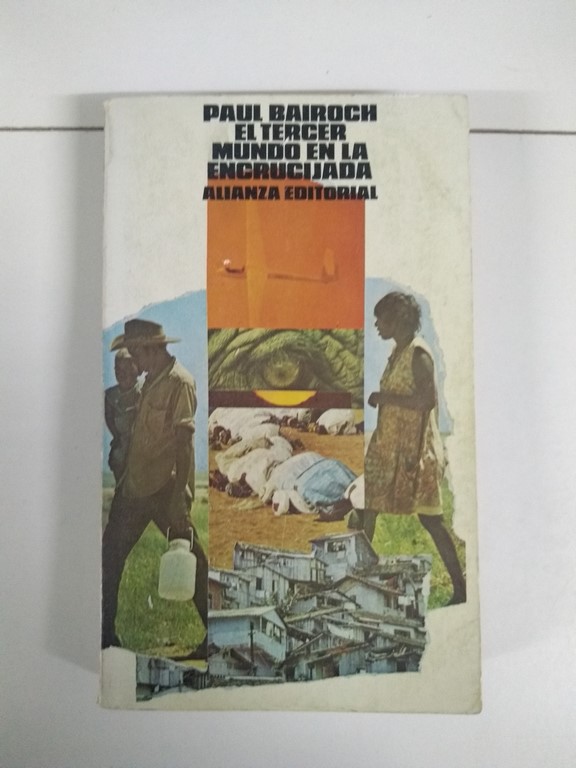 PAUL BAIROCH
EL TERCER
MUNDO EN LA
ENCRUCIJADA
ALIANZA EDITORIAL